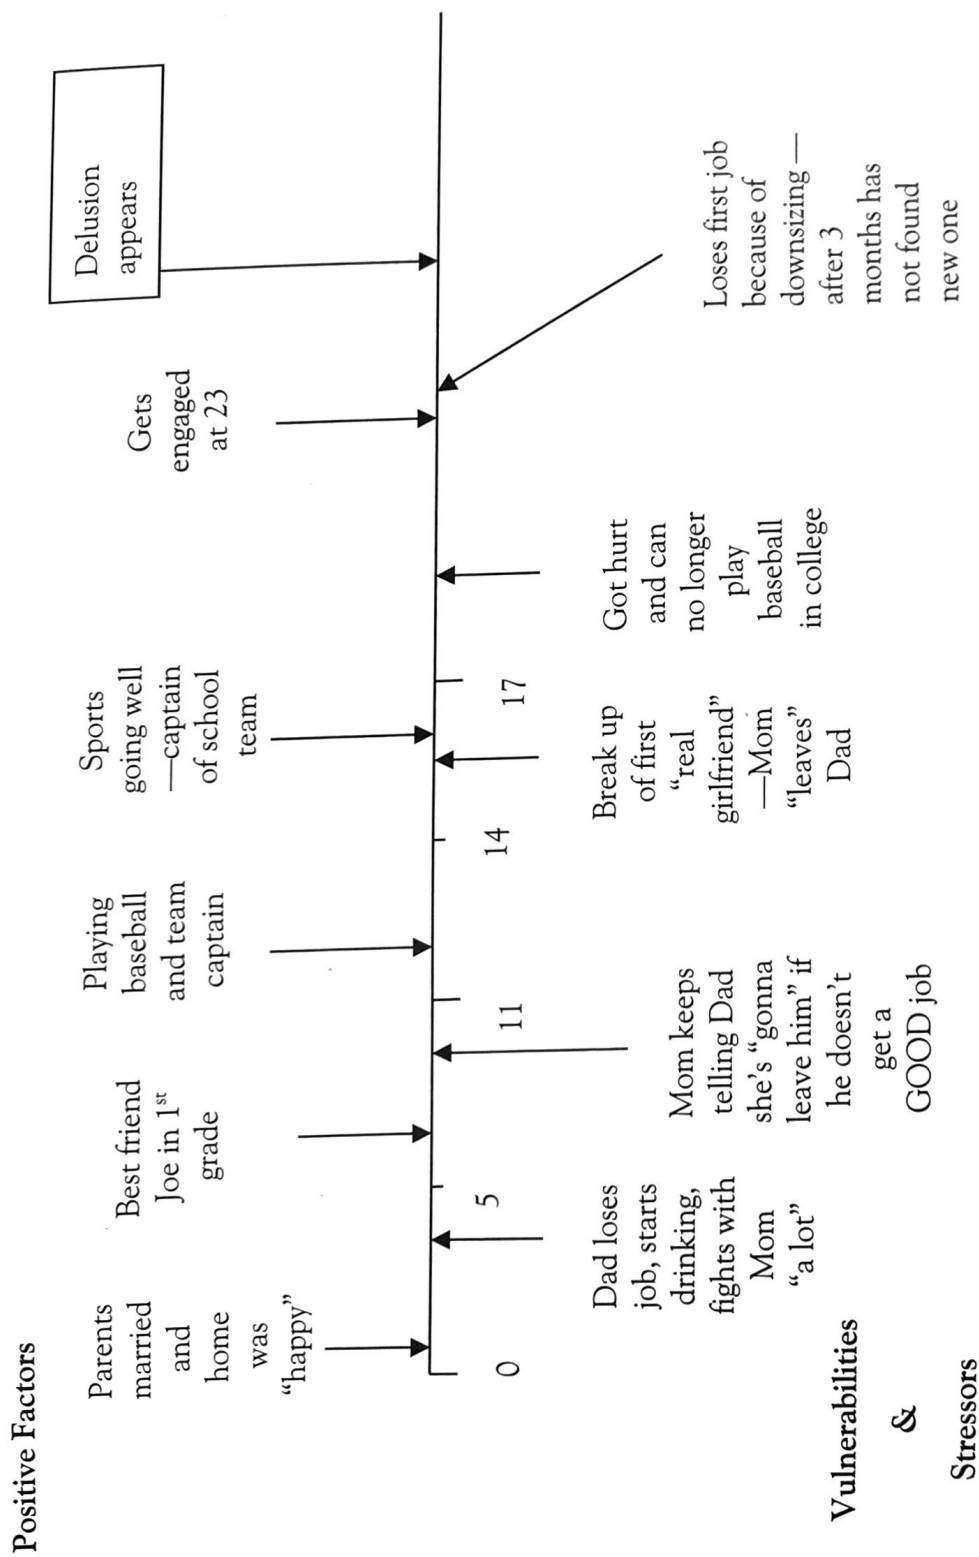 Positive Factors
Parents
married
and
home
was
“happy”
Best friend
Joe in 1st
grade
Playing
baseball
and team
captain
Sports
going well
—captain
of school
team
Gets
engaged
at 23
Delusion
appears
0
5
11
14
17
Dad loses
job, starts
drinking,
fights with
Mom
“a lot”
Mom keeps
telling Dad
she’s “gonna
leave him” if
he doesn’t
get a
GOOD job
Break up
of first
“real
girlfriend”
—Mom
“leaves”
Dad
Got hurt
and can
no longer
play
baseball
in college
Loses first job
because of
downsizing—
after 3
months has
not found
new one
Vulnerabilities
&
Stressors